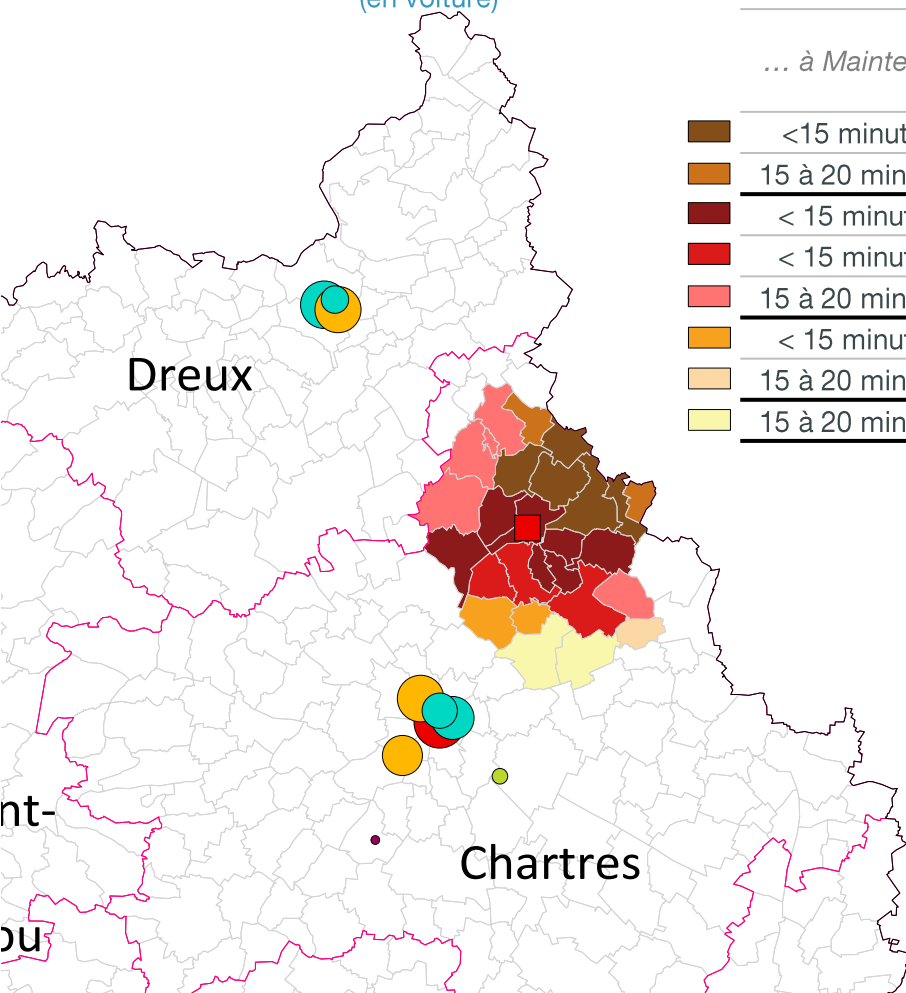 (en voiture)
... à Mainte
<15 minut
15 à 20 min
< 15 minut
< 15 minut
15 à 20 min
< 15 minut
15 à 20 min
15 à 20 min
Dreux
nt-
Chartres
ou